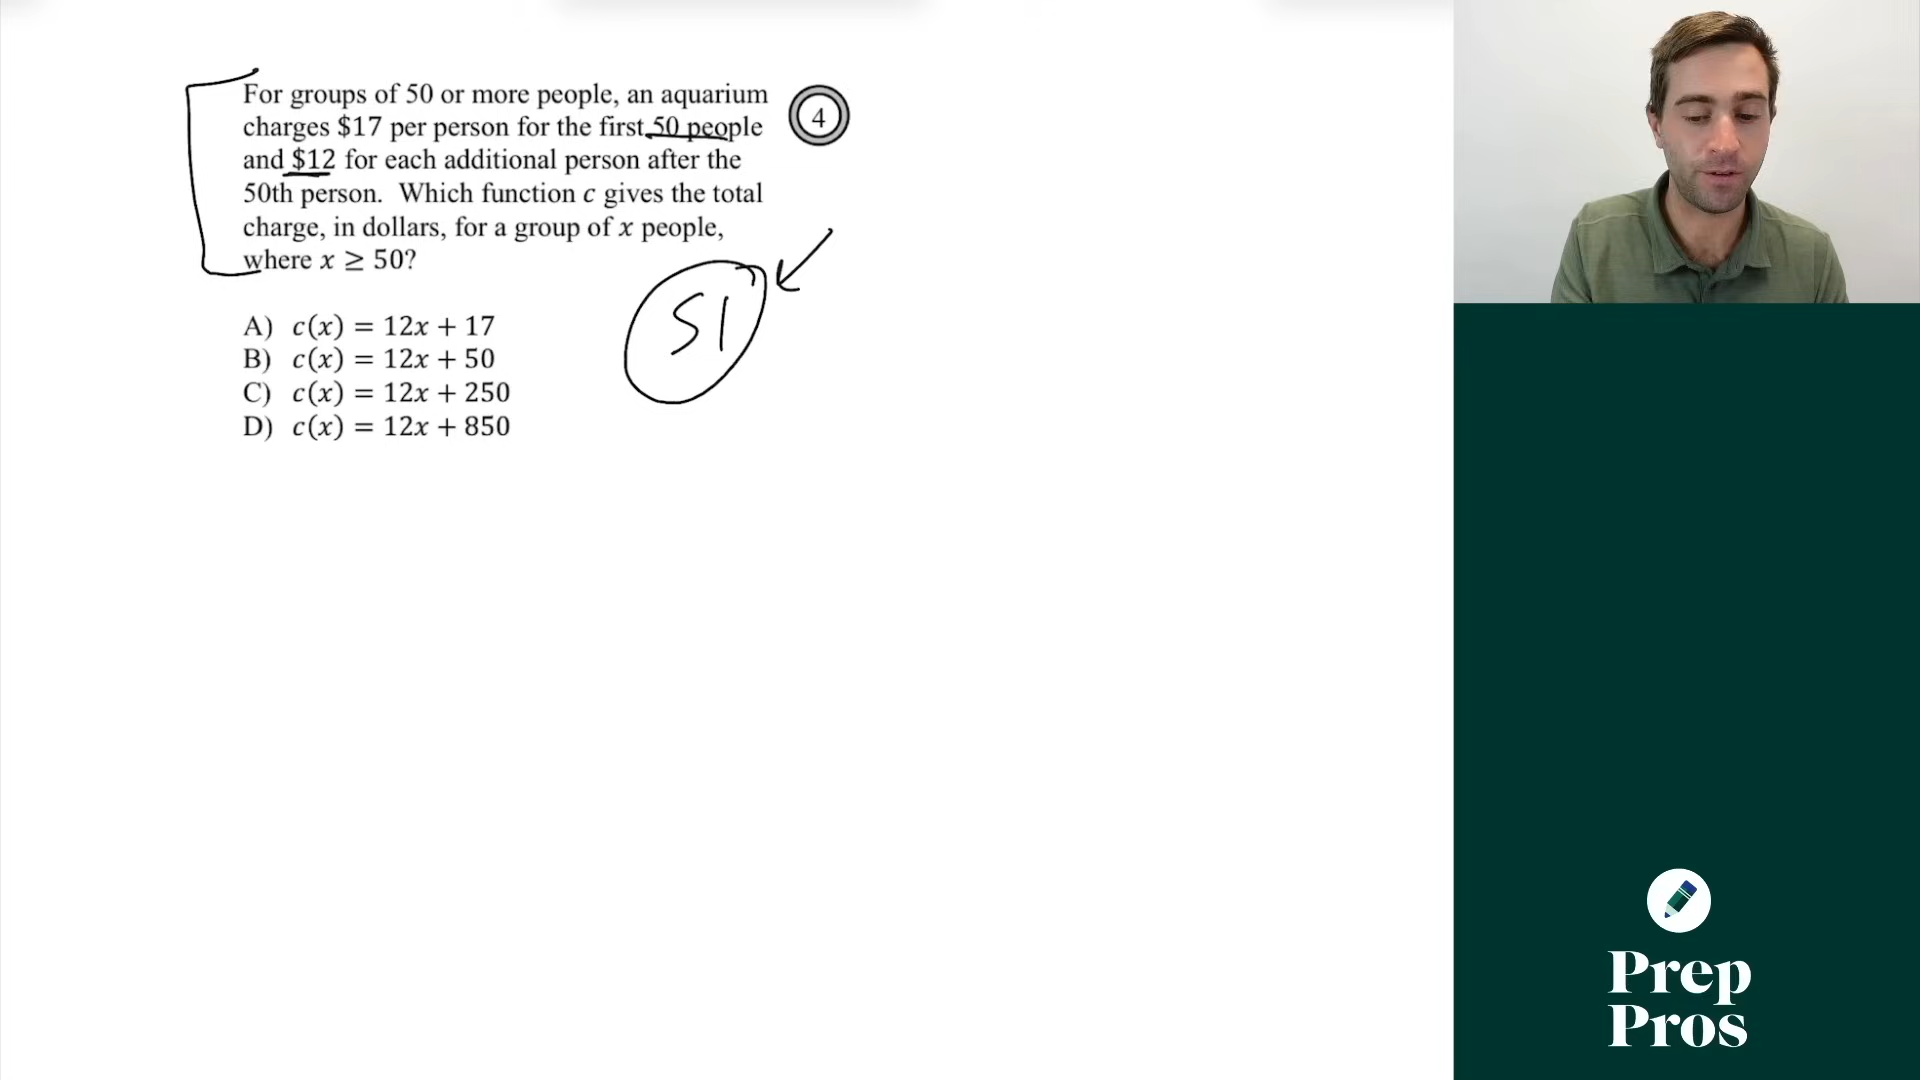 For groups of 50 or more people, an aquarium
charges $17 per person for the first 50 people
and $12 for each additional person after the
50th person. Which function c gives the total
charge, in dollars, for a group of x people,
where x ≥ 50?
4
51
A) c(x) = 12x + 17
B) c(x) = 12x + 50
C) c(x) = 12x + 250
D) c(x) = 12x + 850
Prep
Pros